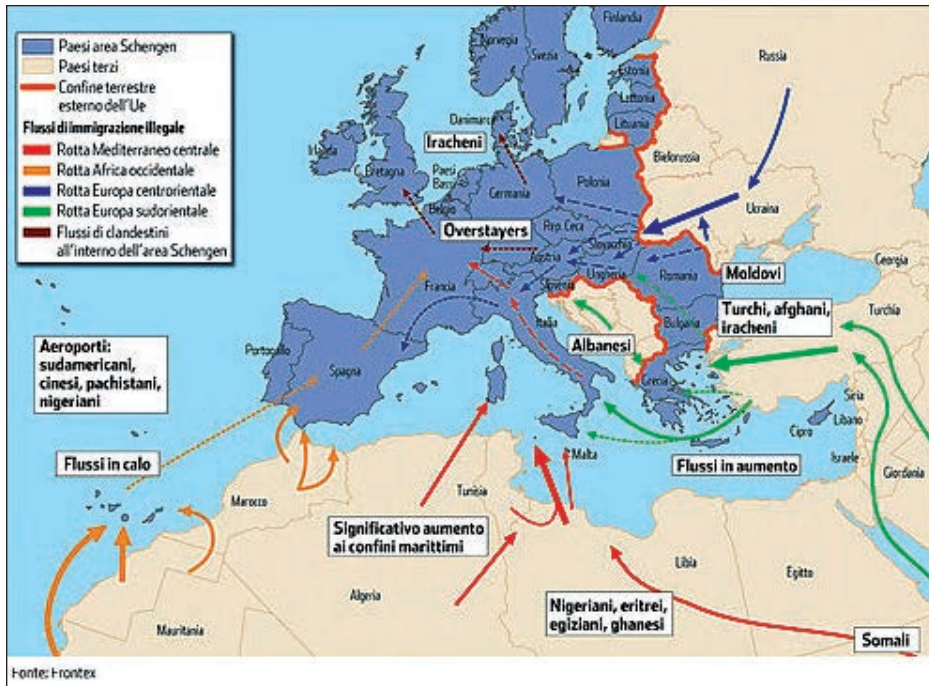 Paesi area Schengen
Paesi terzi
Confine terrestre
esterno dell'Ue
Flussi di immigrazione illegale
Rotta Mediterraneo centrale
Rotta Africa occidentale
Rotta Europa centrorientale
Rotta Europa sudorientale
Flussi di clandestini
all'interno dell'area Schengen
Norvegia
Svezia
Finlandia
Russia
Estonia
Lettonia
Lituania
Danimarca
Iracheni
Irlanda
G. Bretagna
Paesi
Bassi
Belgio
Germania
Polonia
Bielorussia
Ucraina
Overstayers
Rep. Ceca
Slovacchia
Austria
Ungheria
Slovenia
Romania
Moldovi
Georgia
Francia
Italia
Bulgaria
Turchi, afghani,
iracheni
Turchia
Albanesi
Portogallo
Spagna
Grecia
Aeroporti:
sudamericani,
cinesi, pachistani,
nigeriani
Siria
Libano
Cipro
Israele
Giordania
Malta
Flussi in aumento
Flussi in calo
Marocco
Tunisia
Significativo aumento
ai confini marittimi
Algeria
Libia
Egitto
Mauritania
Nigeriani, eritrei,
egiziani, ghanesi
Somali
Fonte: Frontex